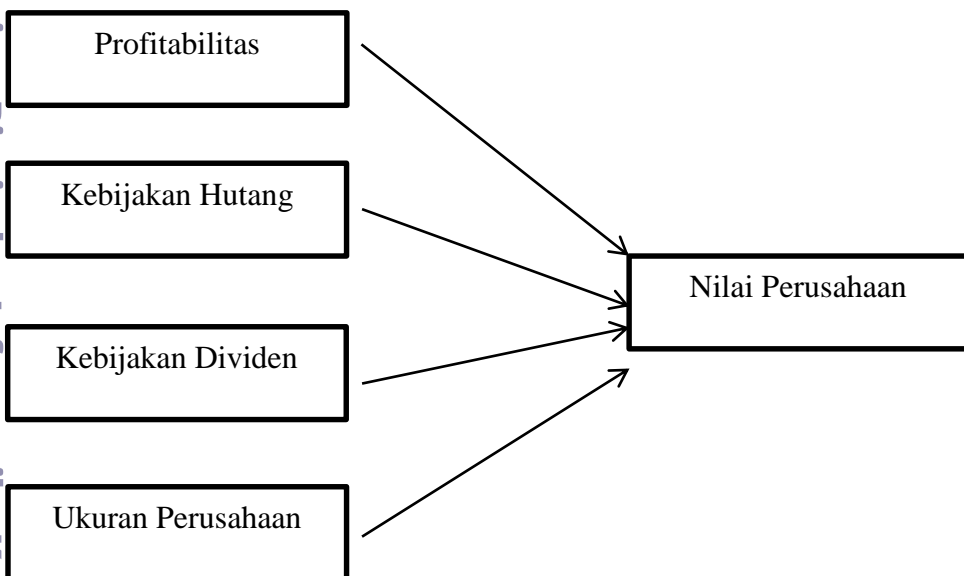 Profitabilitas
Kebijakan Hutang
Nilai Perusahaan
Kebijakan Dividen
Ukuran Perusahaan